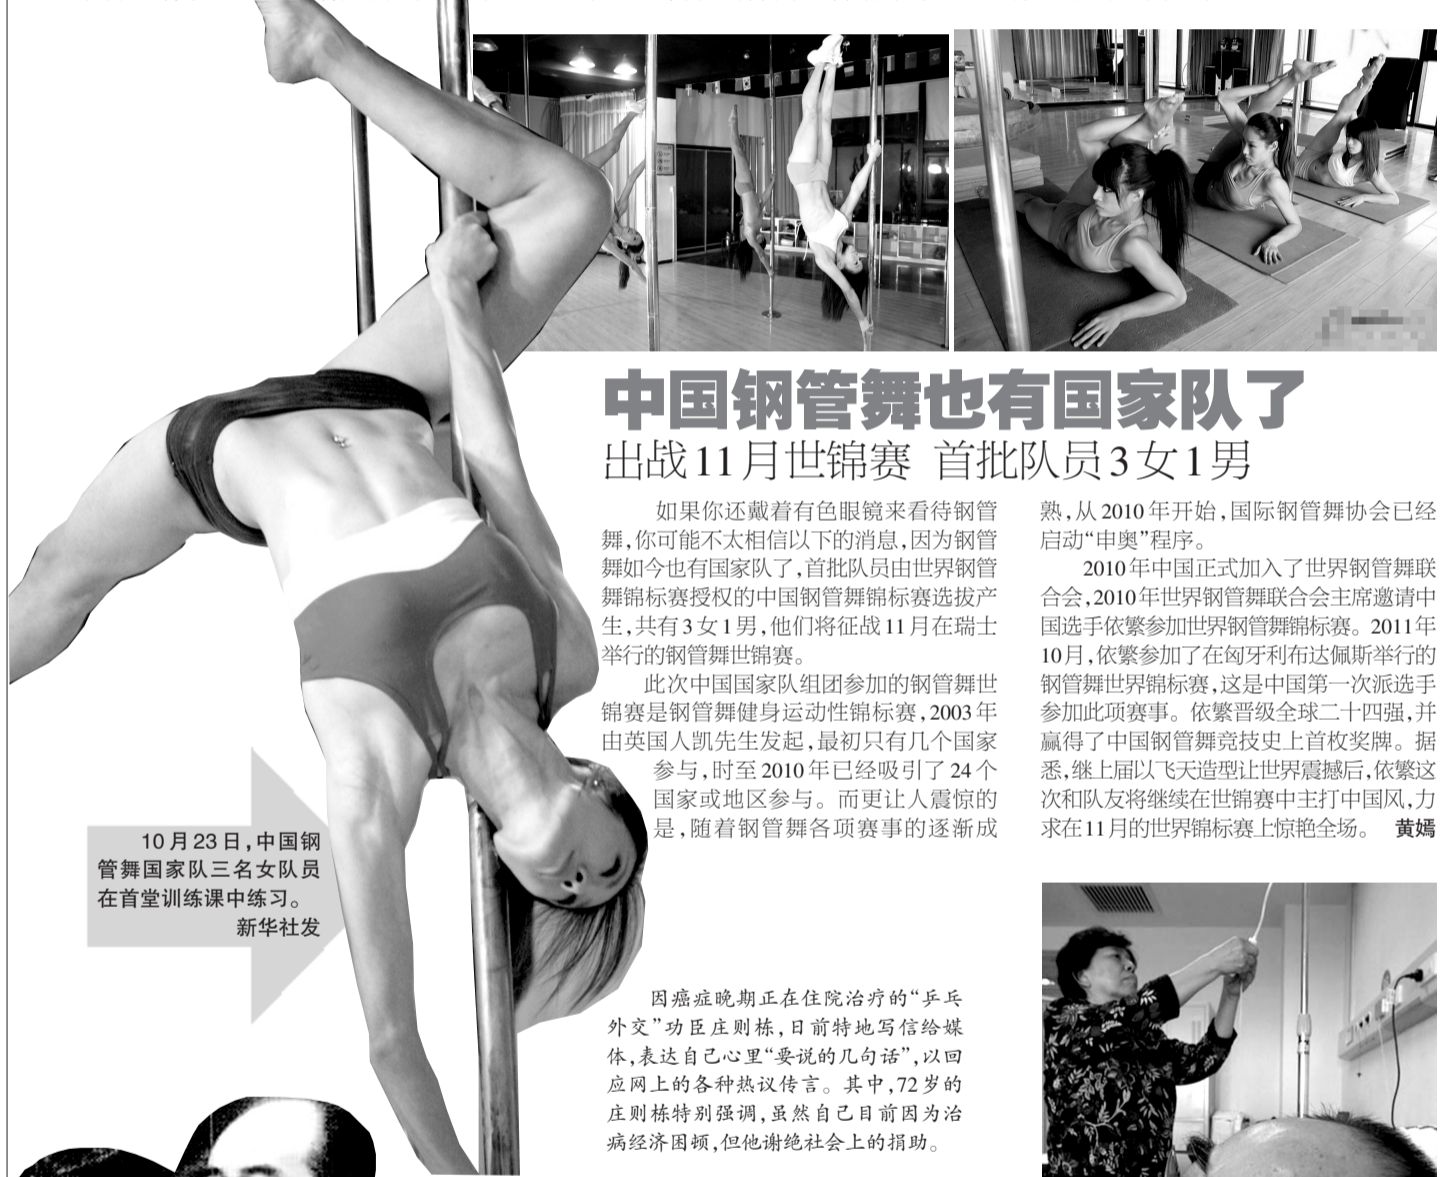 中国钢管舞也有国家队了
出战11月世锦赛 首批队员3女1男
如果你还戴着有色眼镜来看待钢管
舞,你可能不太相信以下的消息,因为钢管
舞如今也有国家队了,首批队员由世界钢管
舞锦标赛授权的中国钢管舞锦标赛选拔产
生,共有3女1男,他们将征战11月在瑞士
举行的钢管舞世锦赛。
此次中国国家队组团参加的钢管舞世
锦赛是钢管舞健身运动性锦标赛,2003年
由英国人凯先生发起,最初只有几个国家
参与,时至2010年已经吸引了24个
国家或地区参与。而更让人震惊的
是,随着钢管舞各项赛事的逐渐成
熟,从2010年开始,国际钢管舞协会已经
启动“申奥”程序。
2010年中国正式加入了世界钢管舞联
合会,2010年世界钢管舞联合会主席邀请中
国选手依繁参加世界钢管舞锦标赛。2011年
10月,依繁参加了在匈牙利布达佩斯举行的
钢管舞世界锦标赛,这是中国第一次派选手
参加此项赛事。依繁晋级全球二十四强,并
赢得了中国钢管舞竞技史上首枚奖牌。据
悉,继上届以飞天造型让世界震撼后,依繁这
次和队友将继续在世锦赛中主打中国风,力
求在11月的世界锦标赛上惊艳全场。 黄嫣
10月23日,中国钢
管舞国家队三名女队员
在首堂训练课中练习。
新华社发
因癌症晚期正在住院治疗的“乒乓
外交”功臣庄则栋,日前特地写信给媒
体,表达自己心里“要说的几句话”,以回
应网上的各种热议传言。其中,72岁的
庄则栋特别强调,虽然自己目前因为治
病经济困顿,但他谢绝社会上的捐助。